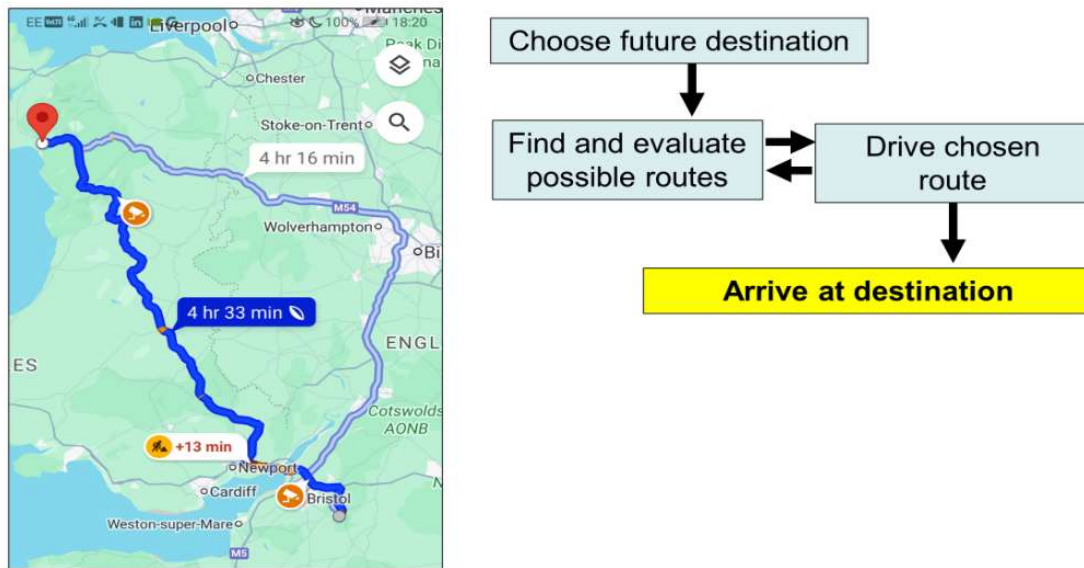 EE
100%
18:20
Liverpool
Chester
Stoke-on-Trent
4 hr 16 min
M54
Wolverhampton
Bi
4 hr 33 min
ENGL
ES
Cotswolds
AONB
+13 min
Newport
Cardiff
Bristol
Weston-super-Mare
M5
Choose future destination
Find and evaluate
possible routes
Drive chosen
route
Arrive at destination